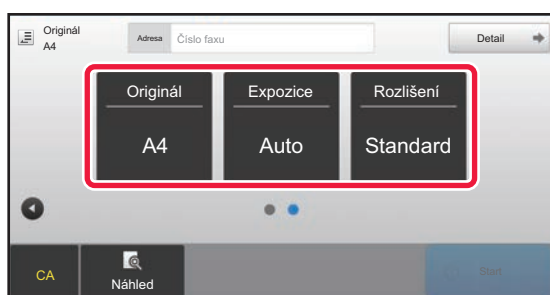 Originál
A4
Adresa Číslo faxu
Detail
Originál Expozice Rozlišení
A4 Auto Standard
CA
Náhled
Start